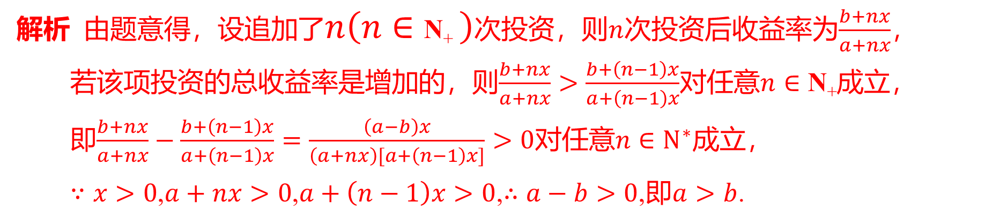 解析 由题意得，设追加了$n(n \in \mathbf{N}_{+})$次投资，则$n$次投资后收益率为$\frac{b+nx}{a+nx}$,
若该项投资的总收益率是增加的，则$\frac{b+nx}{a+nx} > \frac{b+(n-1)x}{a+(n-1)x}$对任意$n \in \mathbf{N}_{+}$成立，
即$\frac{b+nx}{a+nx} - \frac{b+(n-1)x}{a+(n-1)x} = \frac{(a-b)x}{(a+nx)[a+(n-1)x]} > 0$对任意$n \in \mathrm{N}^{*}$成立，
$\because x > 0, a + nx > 0, a + (n - 1)x > 0, \therefore a - b > 0$,即$a > b$.